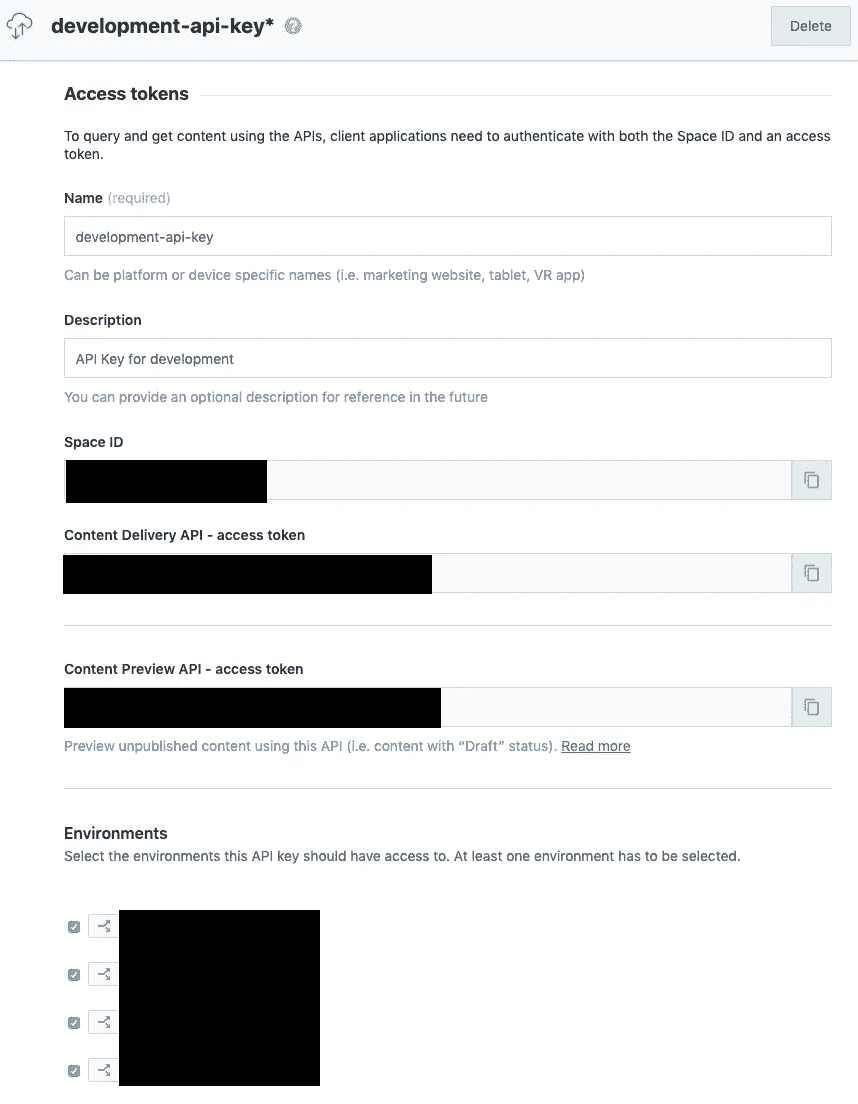 development-api-key*
Delete
Access tokens
To query and get content using the APIs, client applications need to authenticate with both the Space ID and an access
token.
Name (required)
development-api-key
Can be platform or device specific names (i.e. marketing website, tablet, VR app)
Description
API Key for development
You can provide an optional description for reference in the future
Space ID
Content Delivery API - access token
Content Preview API - access token
Preview unpublished content using this API (i.e. content with “Draft” status). Read more
Environments
Select the environments this API key should have access to. At least one environment has to be selected.